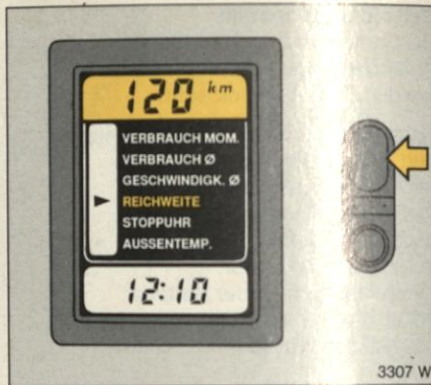 120 km
VERBRAUCH MOM.
VERBRAUCH Ø
GESCHWINDIGK. Ø
REICHWEITE
STOPPUHR
AUSSENTEMP.
12:10
3307 W